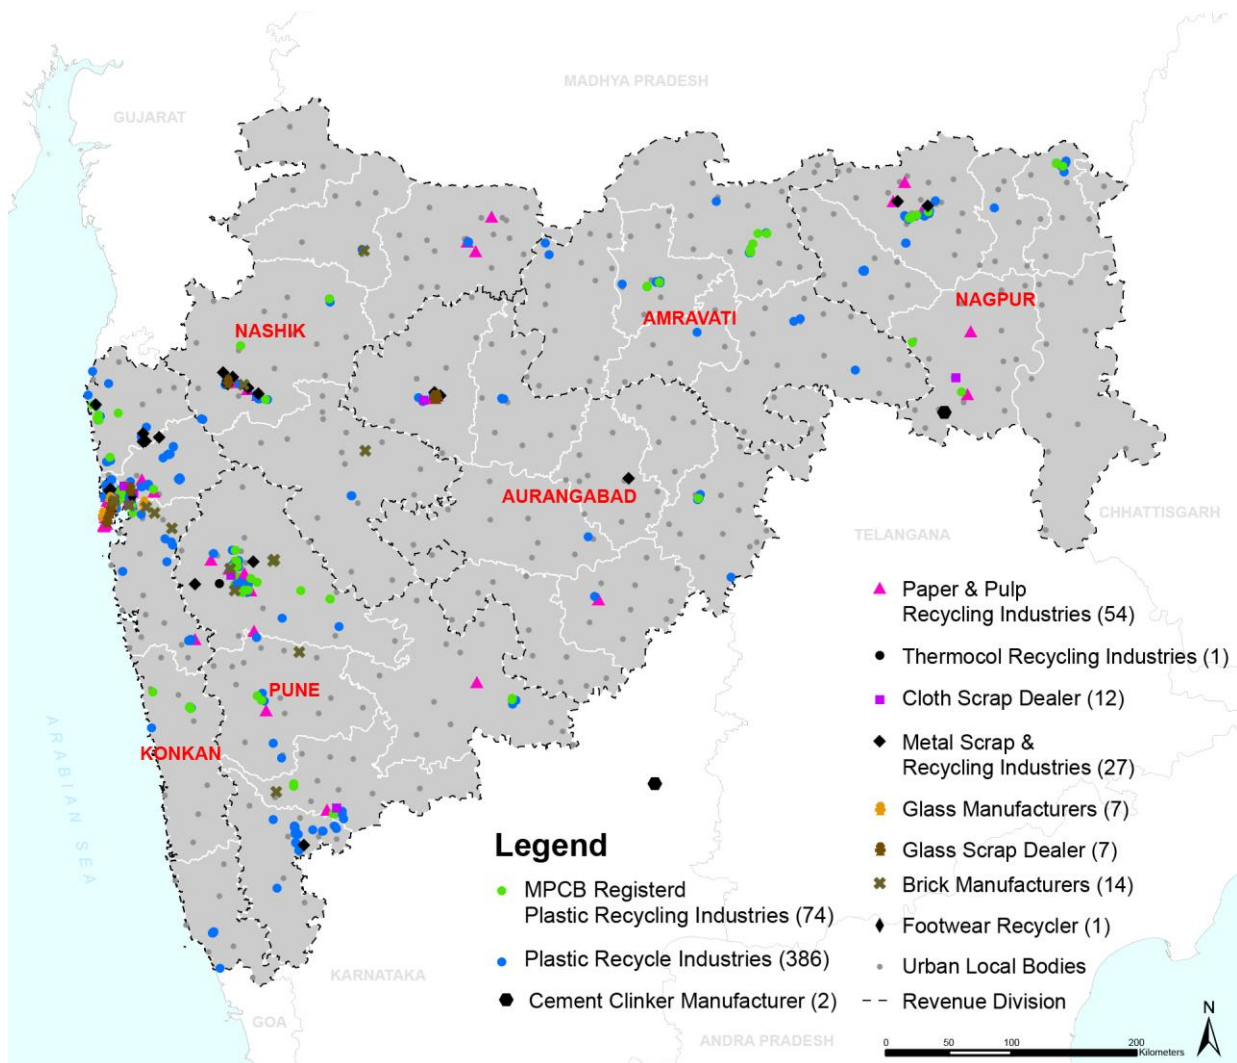 MADHYA PRADESH
GUJARAT
NAGPUR
AMRAVATI
NASHIK
AURANGABAD
CHHATTISGARH
TELANGANA
PUNE
KONKAN
ARABIAN SEA
KARNATAKA
GOA
ANDRA PRADESH
Legend
MPCB Registerd
Plastic Recycling Industries (74)
Plastic Recycle Industries (386)
Cement Clinker Manufacturer (2)
Paper & Pulp
Recycling Industries (54)
Thermocol Recycling Industries (1)
Cloth Scrap Dealer (12)
Metal Scrap &
Recycling Industries (27)
Glass Manufacturers (7)
Glass Scrap Dealer (7)
Brick Manufacturers (14)
Footwear Recycler (1)
Urban Local Bodies
Revenue Division
N
0 50 100 200
Kilometers